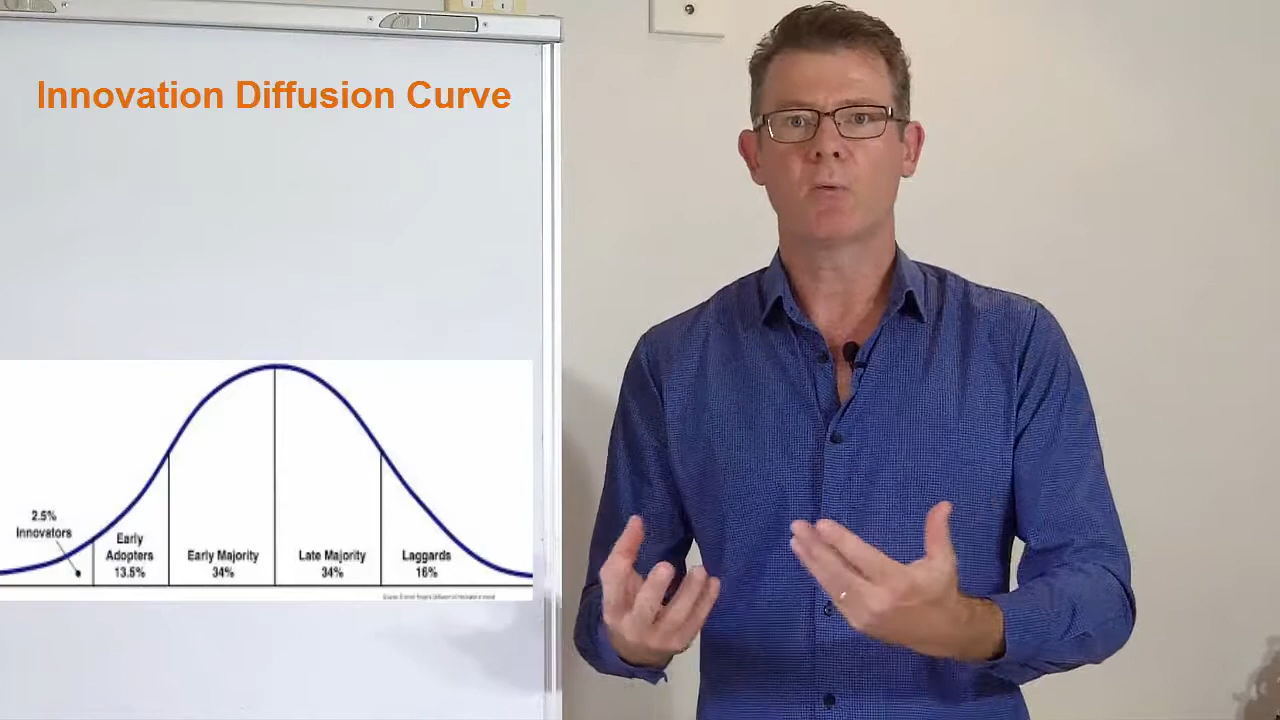 Innovation Diffusion Curve
2.5%
Innovators
Early
Adopters
13.5%
Early Majority
34%
Late Majority
34%
Laggards
16%